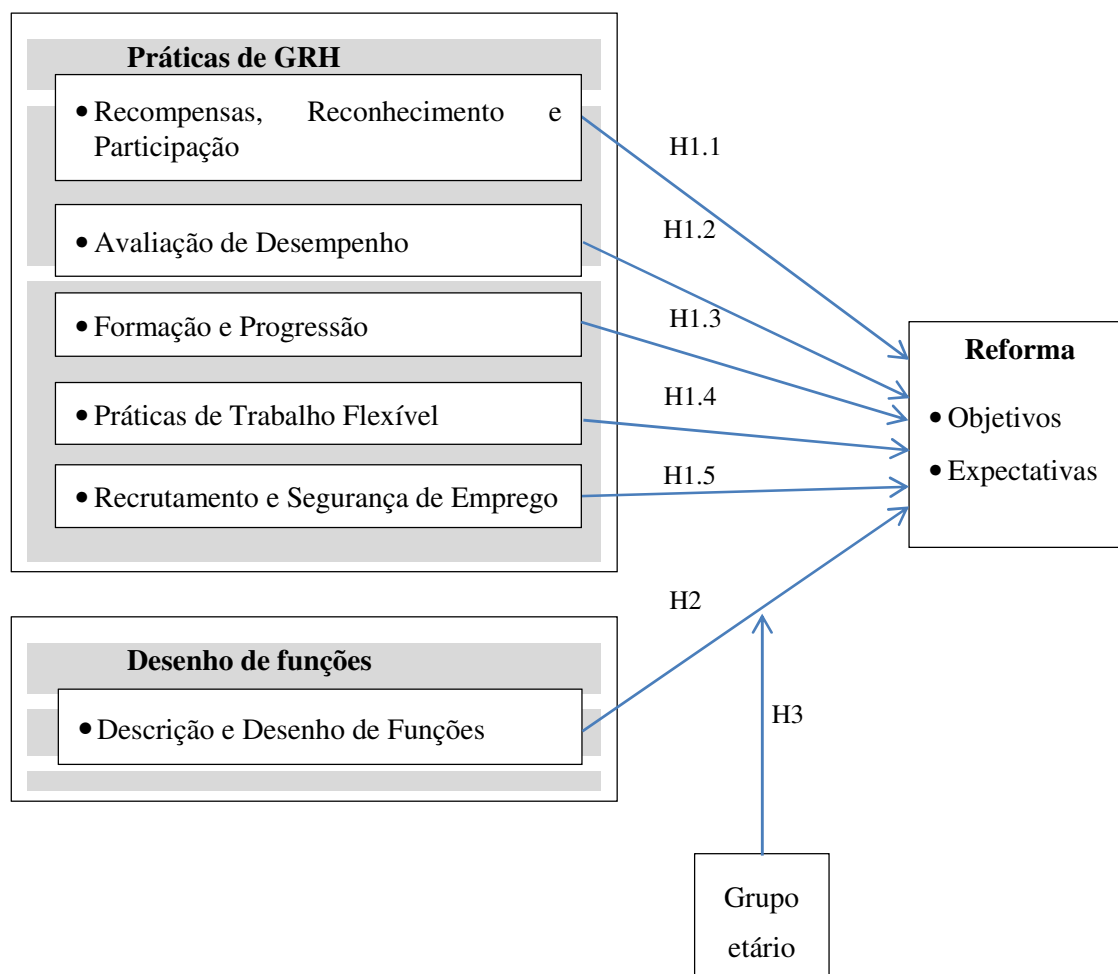 Práticas de GRH
• Recompensas, Reconhecimento e
Participação
• Avaliação de Desempenho
• Formação e Progressão
• Práticas de Trabalho Flexível
• Recrutamento e Segurança de Emprego
H1.1
H1.2
H1.3
H1.4
H1.5
Reforma
• Objetivos
• Expectativas
H2
Desenho de funções
• Descrição e Desenho de Funções
H3
Grupo
etário